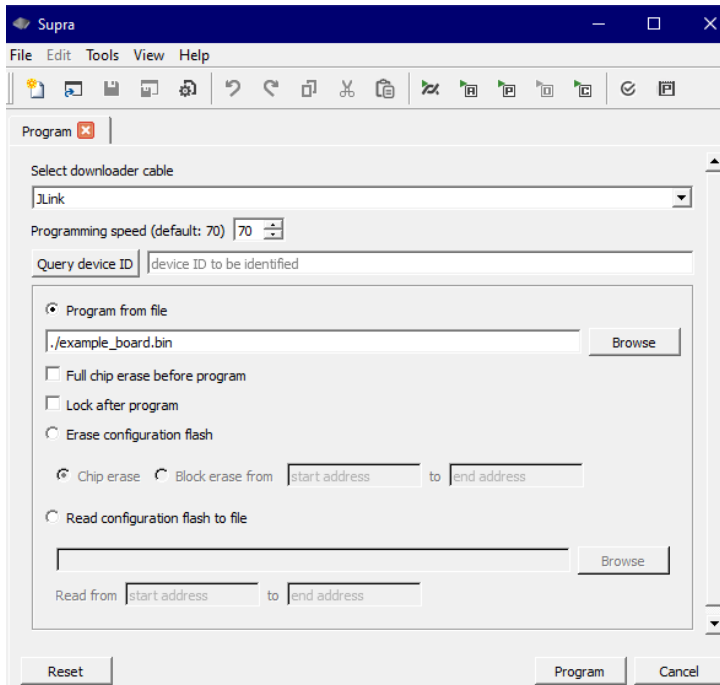 Supra
File Edit Tools View Help
Program
Select downloader cable
JLink
Programming speed (default: 70) 70
Query device ID device ID to be identified
Program from file
./example_board.bin Browse
Full chip erase before program
Lock after program
Erase configuration flash
Chip erase Block erase from start address to end address
Read configuration flash to file
Browse
Read from start address to end address
Reset Program Cancel